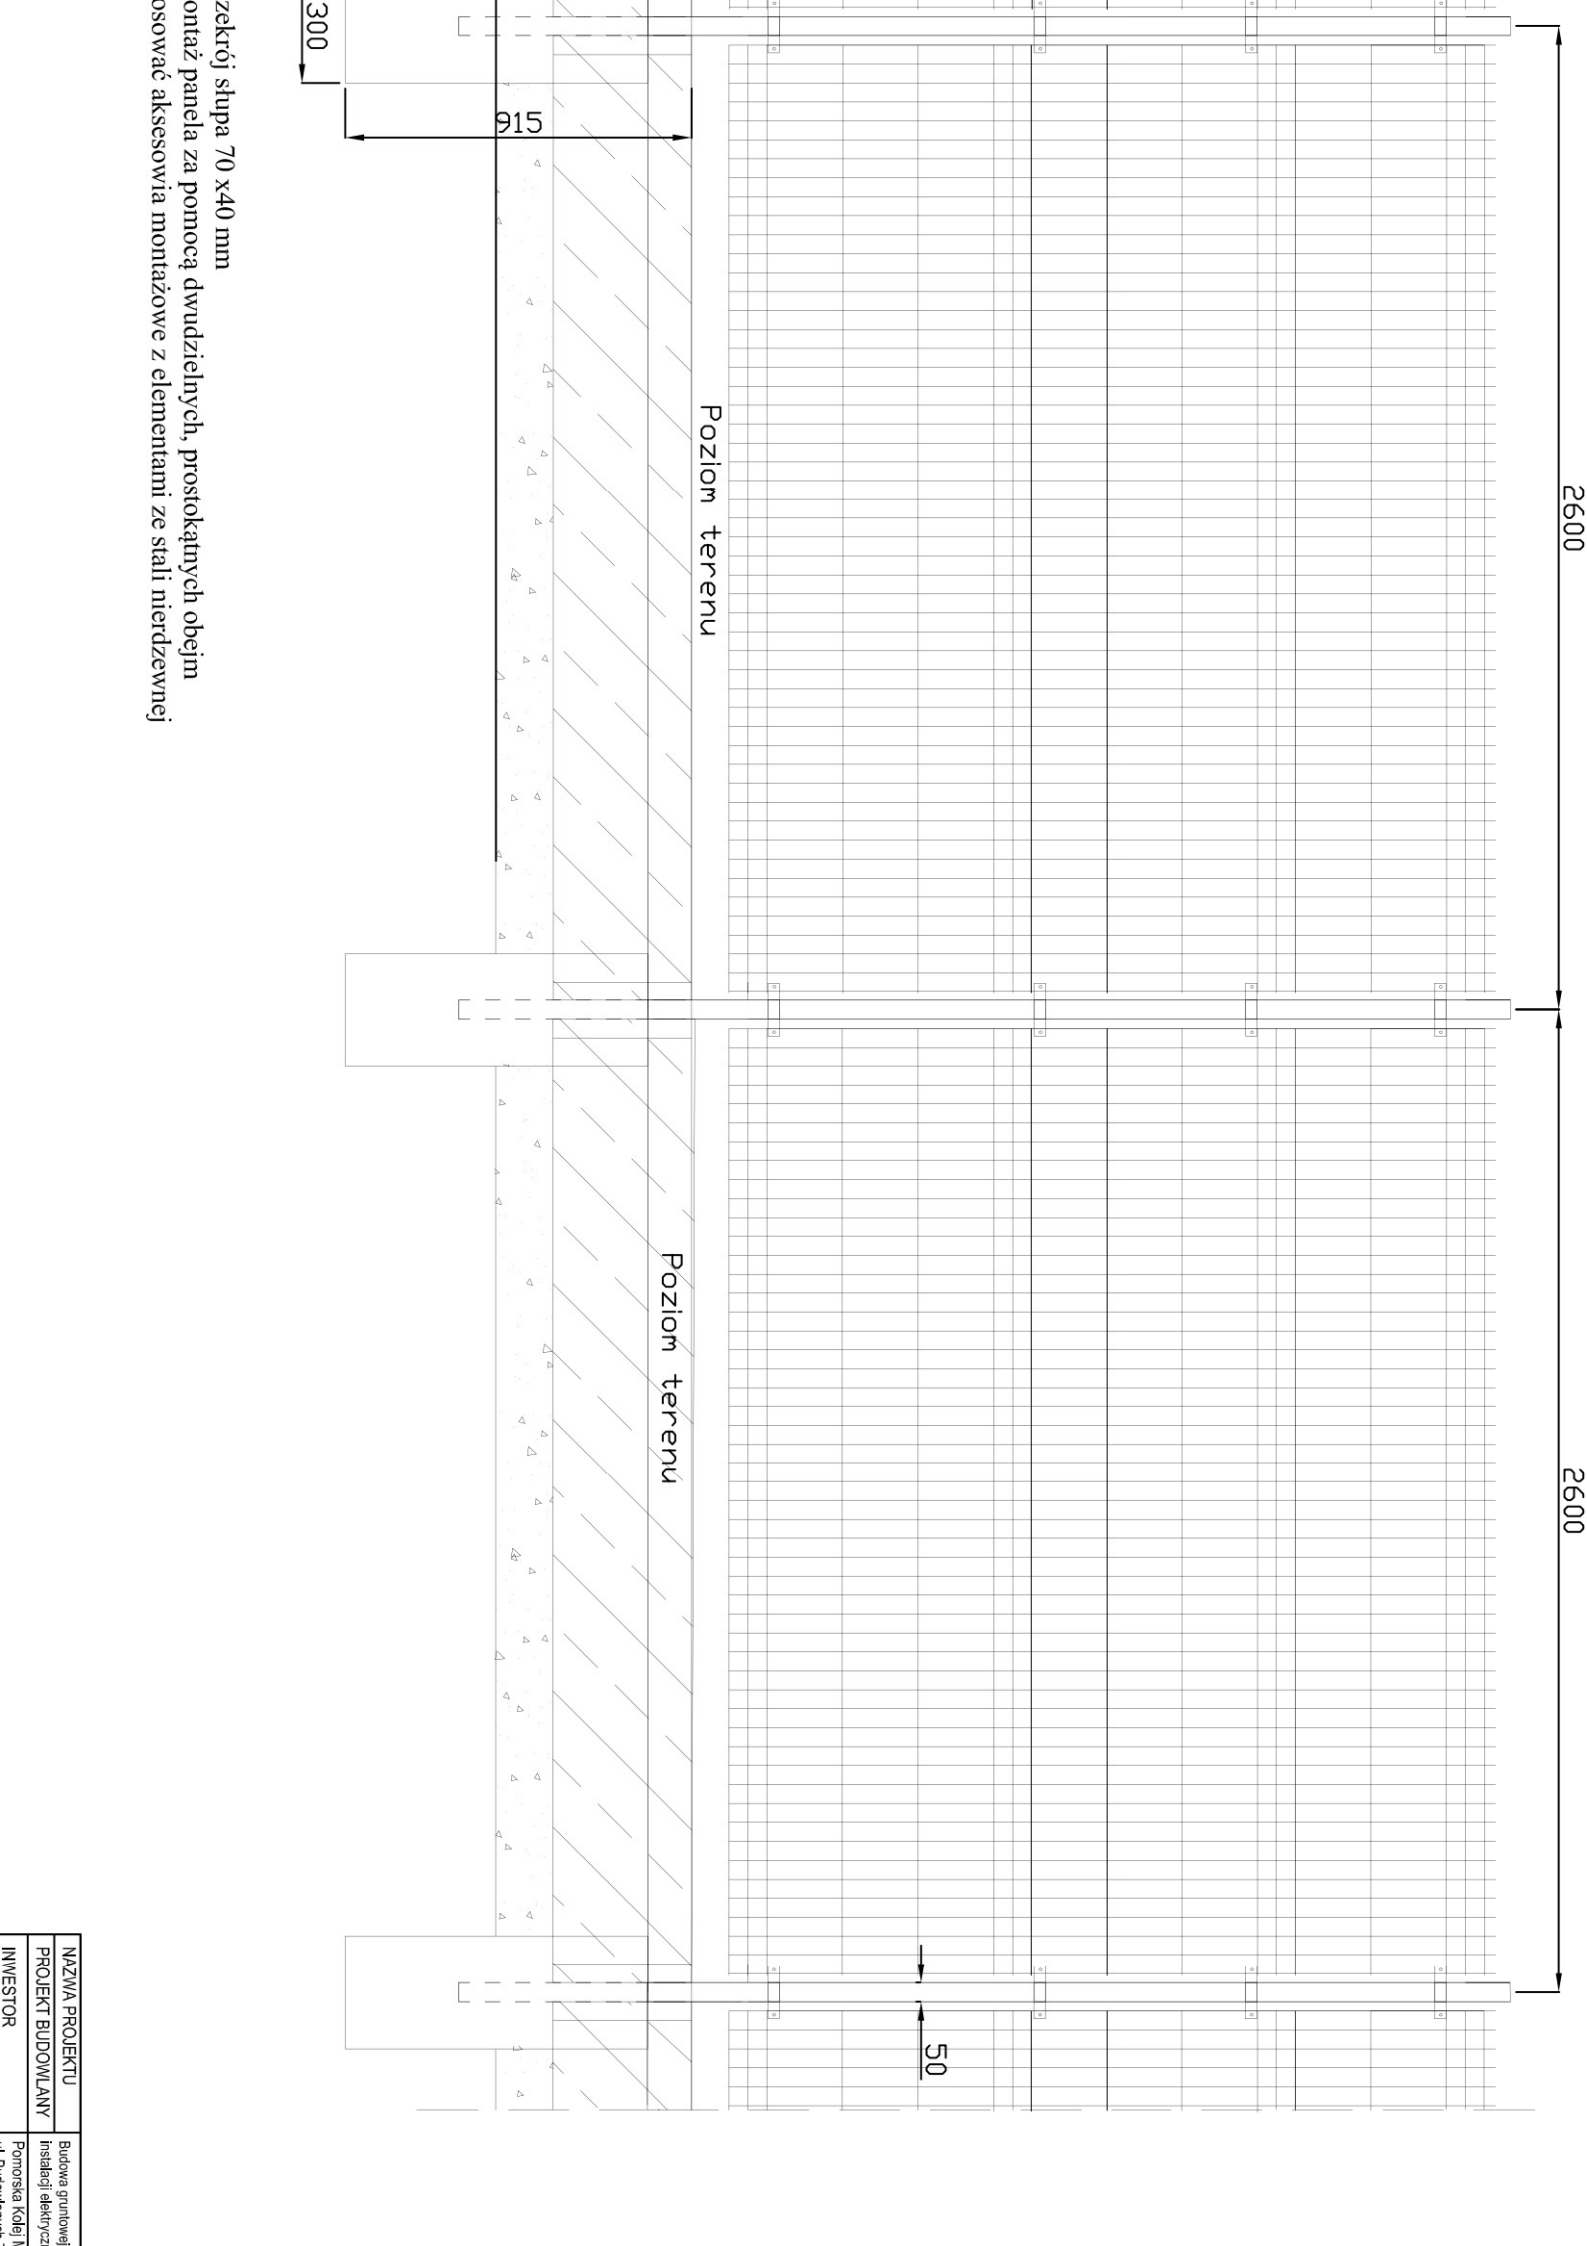 2600
2600
50
Poziom terenu
Poziom terenu
915
300
zekrój słupa 70 x40 mm
ontaż panela za pomocą dwudzielnych, prostokątnych obejm
osować aksesowia montażowe z elementami ze stali nierdzewnej
NAZWA PROJEKTU
PROJEKT BUDOWLANY
INWESTOR
Budowa gruntowej
instalacji elektrycz
Pomorska Kolej